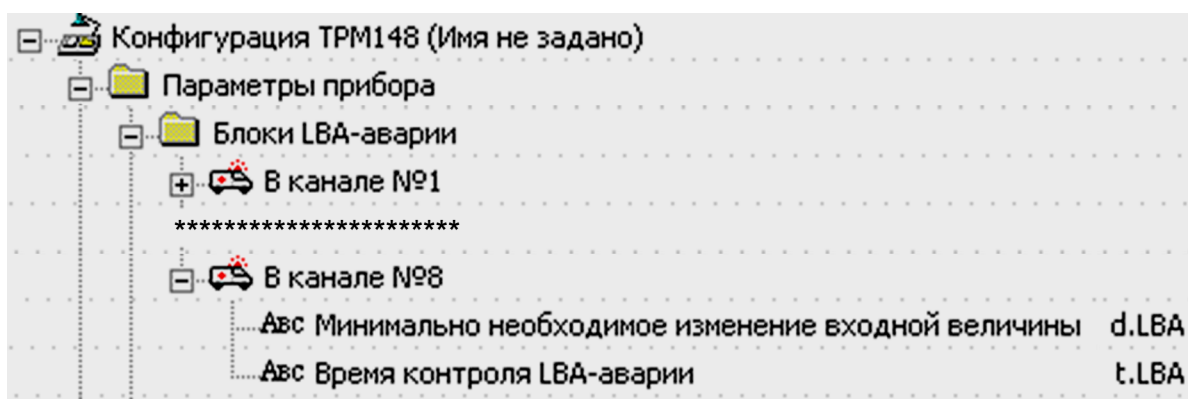 Конфигурация ТРМ148 (Имя не задано)
Параметры прибора
Блоки LBA-аварии
В канале №1
***********************
В канале №8
Авс Минимально необходимое изменение входной величины d.LBA
Авс Время контроля LBA-аварии t.LBA